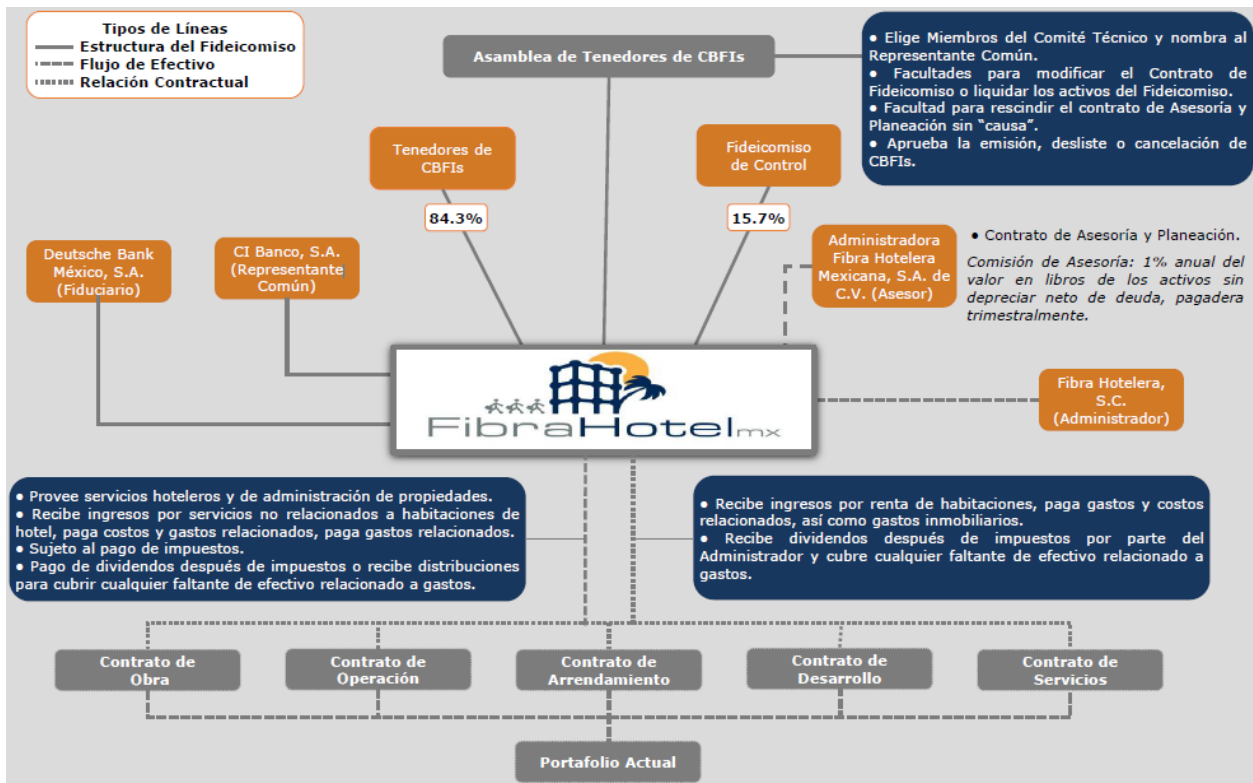 Tipos de Líneas
Estructura del Fideicomiso
Flujo de Efectivo
Relación Contractual
Asamblea de Tenedores de CBFIs
● Elige Miembros del Comité Técnico y nombra al
Representante Común.
● Facultades para modificar el Contrato de
Fideicomiso o liquidar los activos del Fideicomiso.
● Facultad para rescindir el contrato de Asesoría y
Planeación sin “causa”.
● Aprueba la emisión, desliste o cancelación de
CBFIs.
Tenedores de
CBFIs
Fideicomiso
de Control
84.3%
15.7%
Deutsche Bank
México, S.A.
(Fiduciario)
CI Banco, S.A.
(Representante
Común)
Administradora
Fibra Hotelera
Mexicana, S.A. de
C.V. (Asesor)
● Contrato de Asesoría y Planeación.
Comisión de Asesoría: 1% anual del
valor en libros de los activos sin
depreciar neto de deuda, pagadera
trimestralmente.
FibraHotelmx
Fibra Hotelera,
S.C.
(Administrador)
● Provee servicios hoteleros y de administración de propiedades.
● Recibe ingresos por servicios no relacionados a habitaciones de
hotel, paga costos y gastos relacionados, paga gastos relacionados.
● Sujeto al pago de impuestos.
● Pago de dividendos después de impuestos o recibe distribuciones
para cubrir cualquier faltante de efectivo relacionado a gastos.
● Recibe ingresos por renta de habitaciones, paga gastos y costos
relacionados, así como gastos inmobiliarios.
● Recibe dividendos después de impuestos por parte del
Administrador y cubre cualquier faltante de efectivo relacionado a
gastos.
Contrato de
Obra
Contrato de
Operación
Contrato de
Arrendamiento
Contrato de
Desarrollo
Contrato de
Servicios
Portafolio Actual